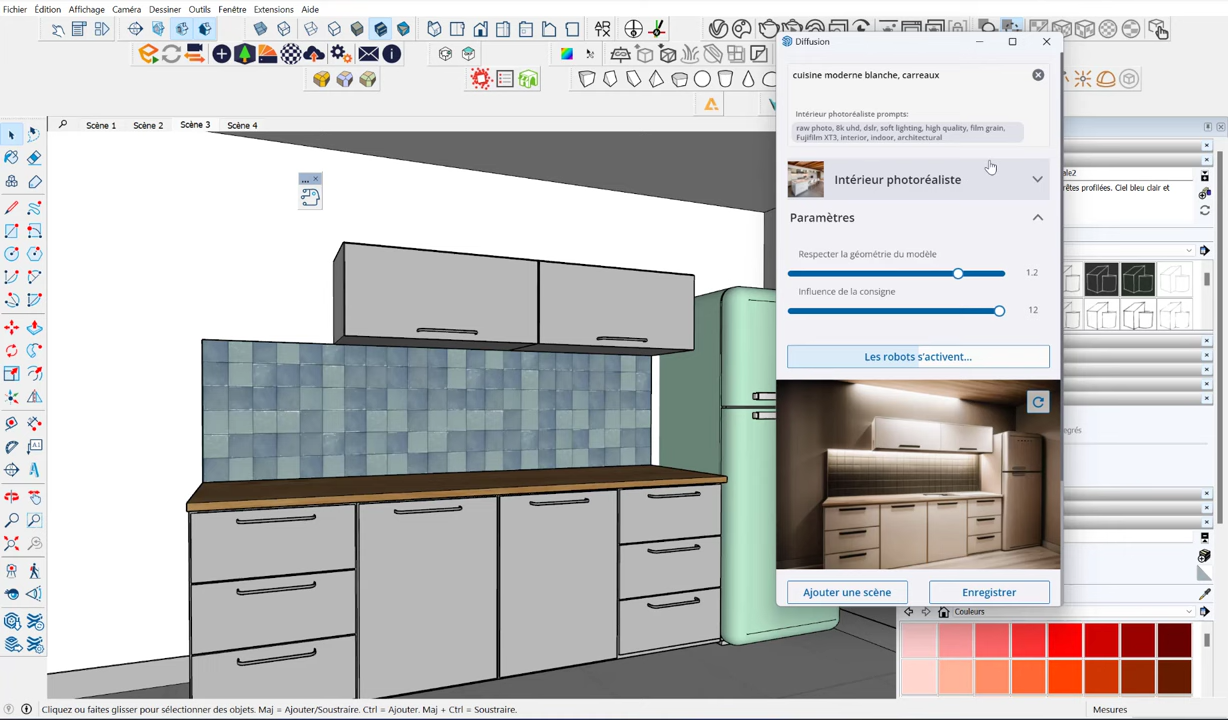 Fichier Édition Affichage Caméra Dessiner Outils Fenêtre Extensions Aide
AR
Diffusion
cuisine moderne blanche, carreaux
Intérieur photoréaliste prompts:
raw photo, 8k uhd, dslr, soft lighting, high quality, film grain,
Fujifilm XT3, interior, indoor, architectural
Scène 1 Scène 2 Scène 3 Scène 4
Intérieur photoréaliste
Paramètres
Respecter la géométrie du modèle
1.2
Influence de la consigne
12
Les robots s'activent...
Ajouter une scène
Enregistrer
ale2
rêtes profilées. Ciel bleu clair et
egrés
Couleurs
Cliquez ou faites glisser pour sélectionner des objets. Maj = Ajouter/Soustraire. Ctrl = Ajouter. Maj + Ctrl = Soustraire.
Mesures